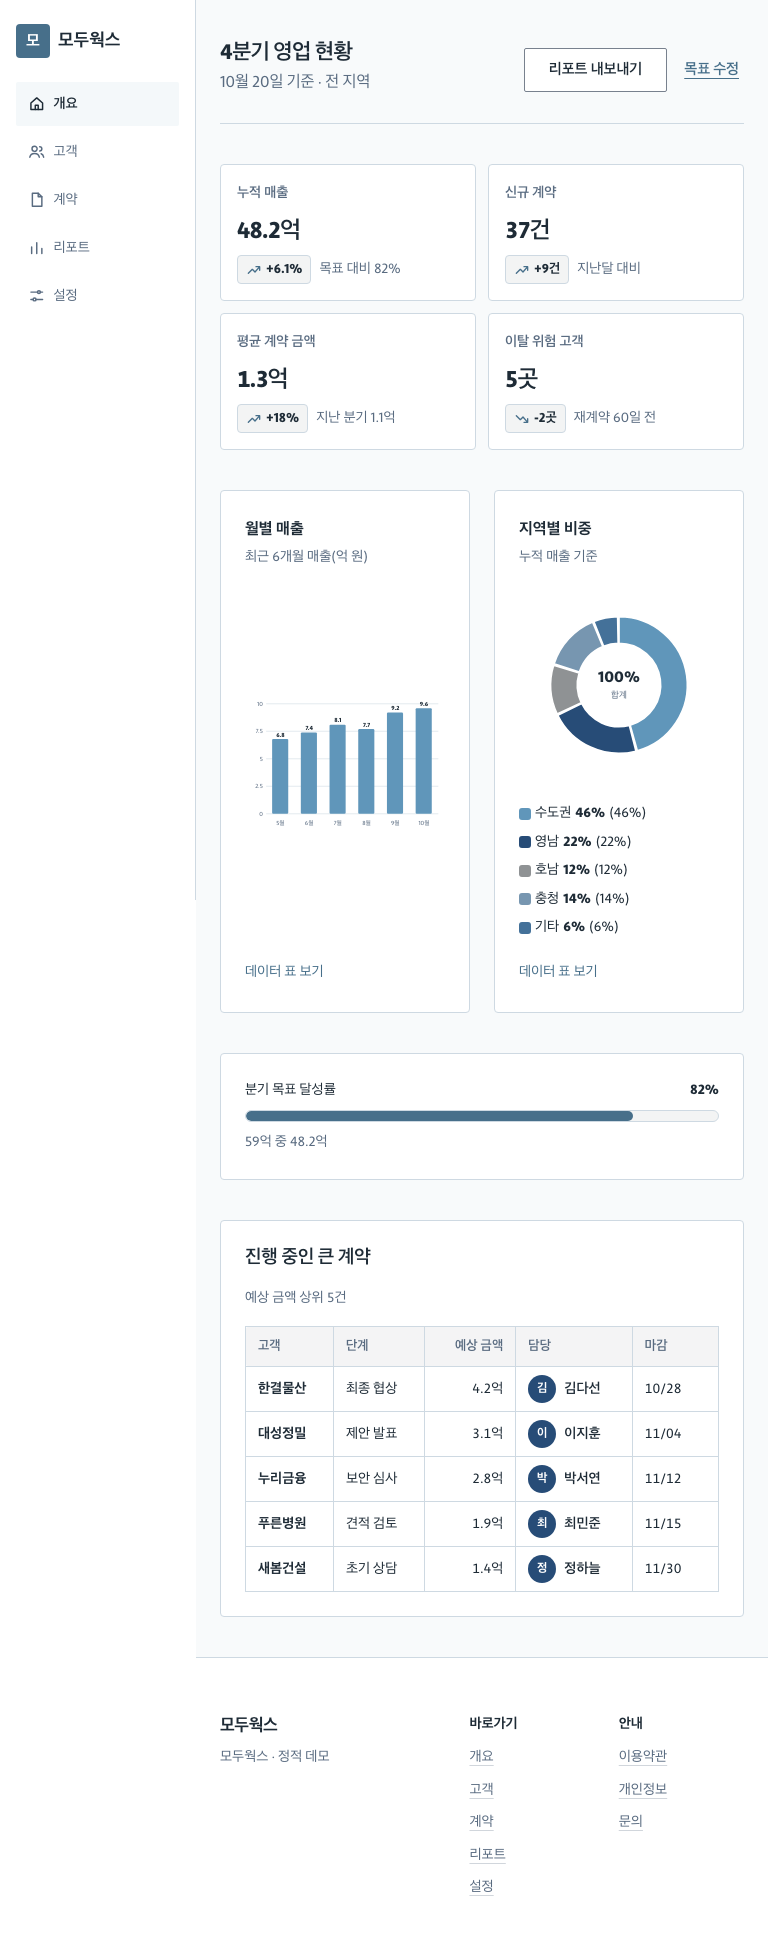 모 모두웍스
개요
고객
계약
리포트
설정
4분기 영업 현황
10월 20일 기준 · 전 지역
리포트 내보내기
목표 수정
누적 매출
48.2억
+6.1% 목표 대비 82%
신규 계약
37건
+9건 지난달 대비
평균 계약 금액
1.3억
+18% 지난 분기 1.1억
이탈 위험 고객
5곳
-2곳 재계약 60일 전
월별 매출
최근 6개월 매출(억 원)
10
7.5
5
2.5
0
6.8 7.4 8.1 7.7 9.2 9.6
5월 6월 7월 8월 9월 10월
데이터 표 보기
지역별 비중
누적 매출 기준
100%
합계
수도권 46% (46%)
영남 22% (22%)
호남 12% (12%)
충청 14% (14%)
기타 6% (6%)
데이터 표 보기
분기 목표 달성률 82%
59억 중 48.2억
진행 중인 큰 계약
예상 금액 상위 5건
고객 단계 예상 금액 담당 마감
한결물산 최종 협상 4.2억 김 김다선 10/28
대성정밀 제안 발표 3.1억 이 이지훈 11/04
누리금융 보안 심사 2.8억 박 박서연 11/12
푸른병원 견적 검토 1.9억 최 최민준 11/15
새봄건설 초기 상담 1.4억 정 정하늘 11/30
모두웍스
모두웍스 · 정적 데모
바로가기
개요
고객
계약
리포트
설정
안내
이용약관
개인정보
문의